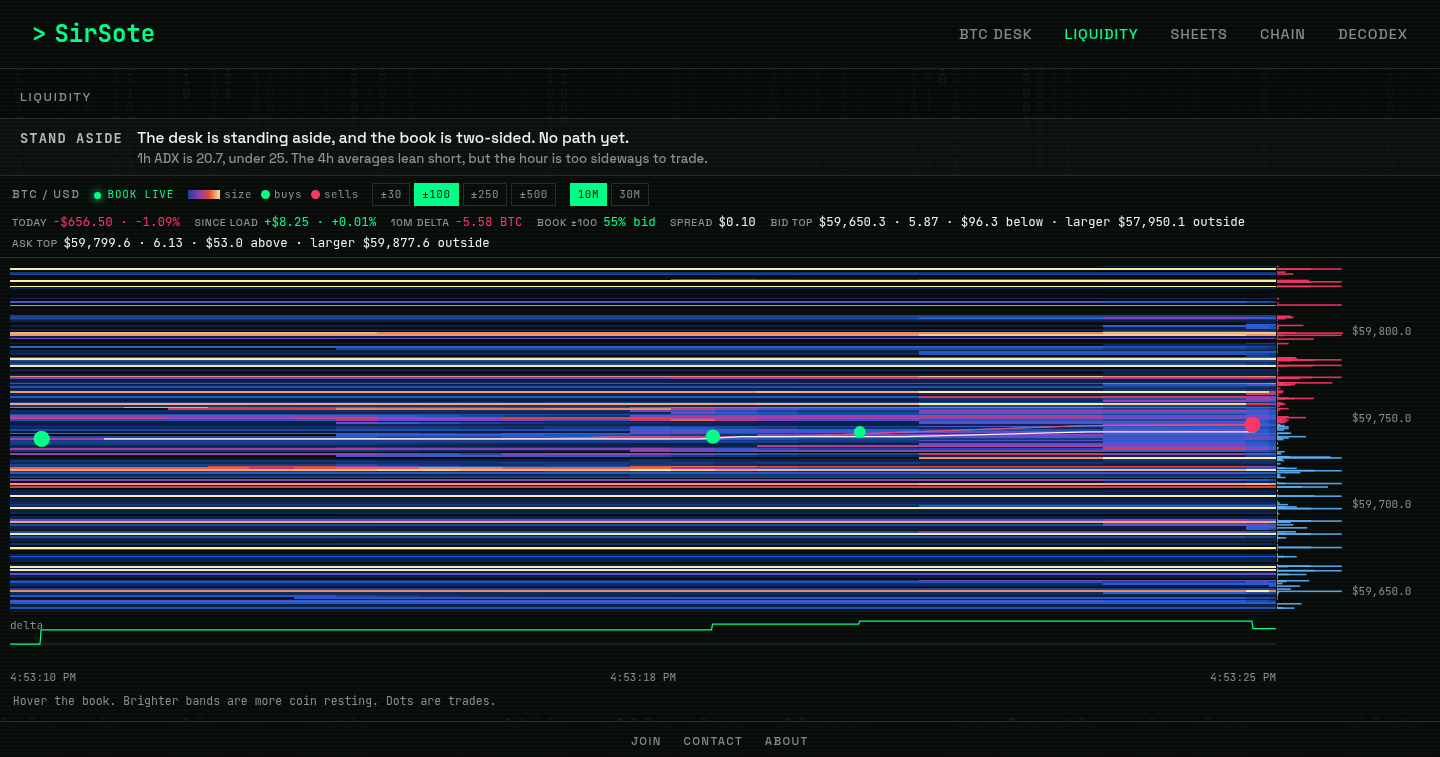 > SirSote
BTC DESK LIQUIDITY SHEETS CHAIN DECODEX
LIQUIDITY
STAND ASIDE The desk is standing aside, and the book is two-sided. No path yet.
1h ADX is 20.7, under 25. The 4h averages lean short, but the hour is too sideways to trade.
BTC / USD BOOK LIVE size buys sells ±30 ±100 ±250 ±500 10M 30M
TODAY -$656.50 · -1.09% SINCE LOAD +$8.25 · +0.01% 10M DELTA -5.58 BTC BOOK ±100 55% bid SPREAD $0.10 BID TOP $59,650.3 · 5.87 · $96.3 below · larger $57,950.1 outside
ASK TOP $59,799.6 · 6.13 · $53.0 above · larger $59,877.6 outside
$59,800.0
$59,750.0
$59,700.0
$59,650.0
delta
4:53:10 PM 4:53:18 PM 4:53:25 PM
Hover the book. Brighter bands are more coin resting. Dots are trades.
JOIN CONTACT ABOUT